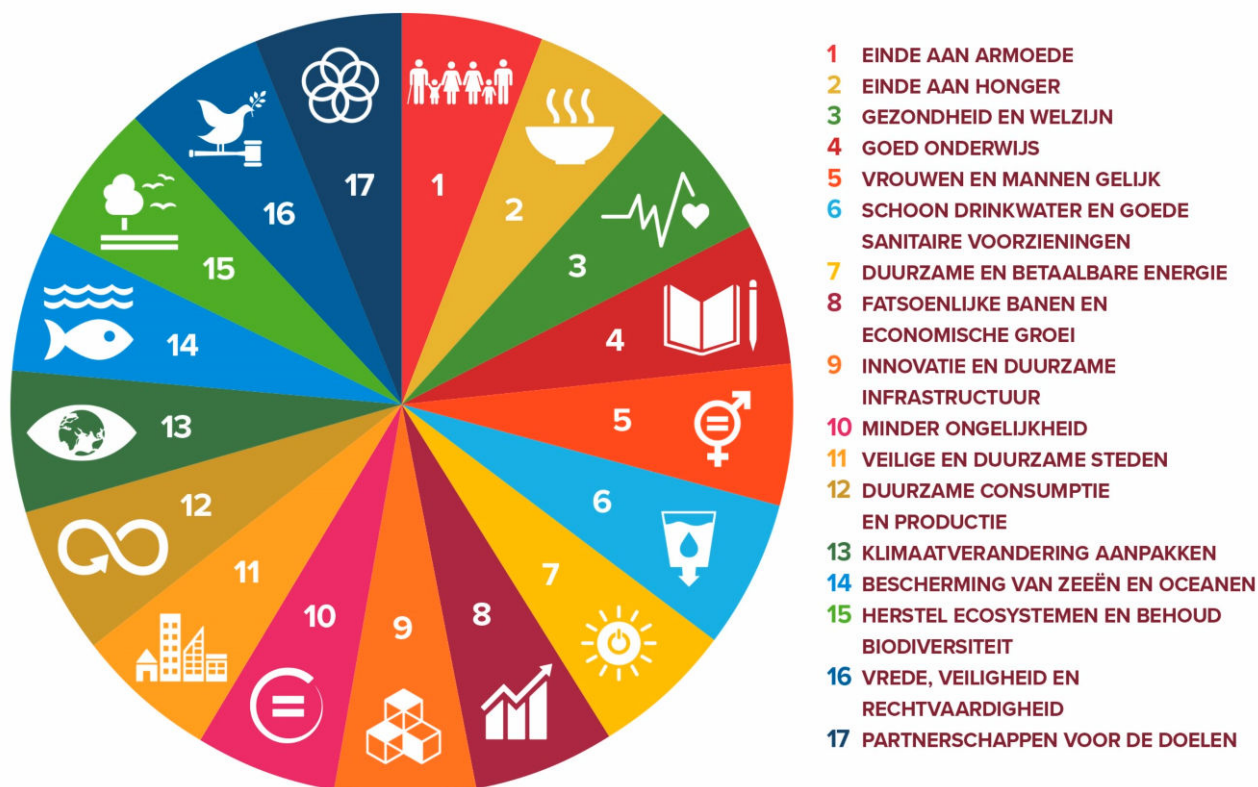 1
2
3
4
5
6
7
8
9
10
11
12
13
14
15
16
17
1 EINDE AAN ARMOEDE
2 EINDE AAN HONGER
3 GEZONDHEID EN WELZIJN
4 GOED ONDERWIJS
5 VROUWEN EN MANNEN GELIJK
6 SCHOON DRINKWATER EN GOEDE
SANITAIRE VOORZIENINGEN
7 DUURZAME EN BETAALBARE ENERGIE
8 FATSOENLIJKE BANEN EN
ECONOMISCHE GROEI
9 INNOVATIE EN DUURZAME
INFRASTRUCTUUR
10 MINDER ONGELIJKHEID
11 VEILIGE EN DUURZAME STEDEN
12 DUURZAME CONSUMPTIE
EN PRODUCTIE
13 KLIMAATVERANDERING AANPAKKEN
14 BESCHERMING VAN ZEEËN EN OCEANEN
15 HERSTEL ECOSYSTEMEN EN BEHOUD
BIODIVERSITEIT
16 VREDE, VEILIGHEID EN
RECHTVAARDIGHEID
17 PARTNERSCHAPPEN VOOR DE DOELEN